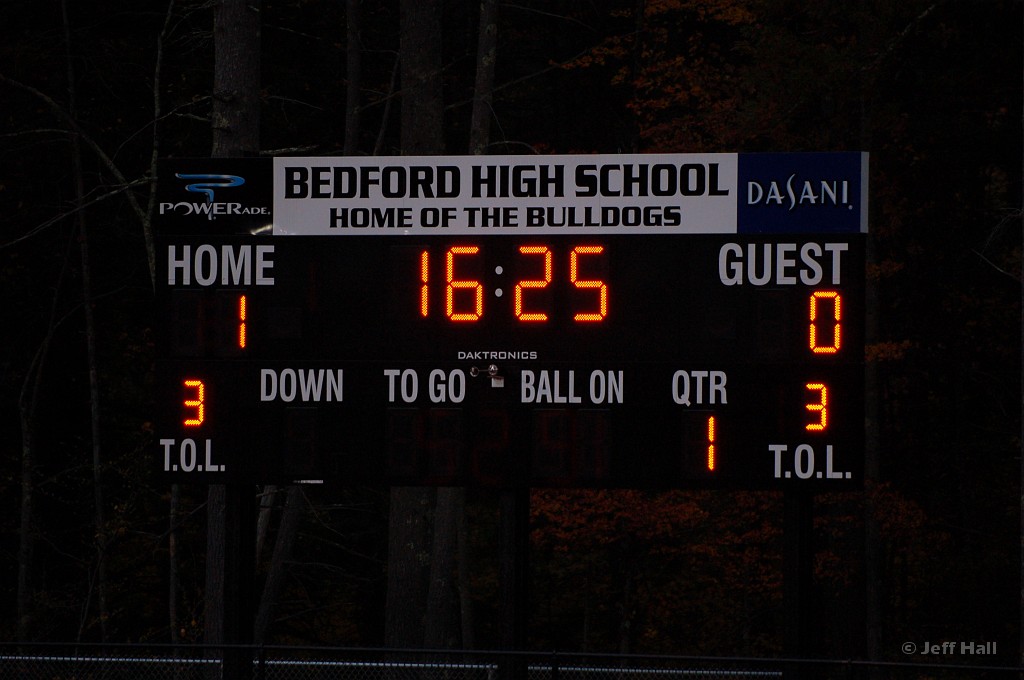 POWERADE
BEDFORD HIGH SCHOOL
HOME OF THE BULLDOGS
DASANI
HOME 16:25 GUEST
1 0
DAKTRONICS
3 DOWN TO GO BALL ON QTR 3
T.O.L. 1 T.O.L.
© Jeff Hall